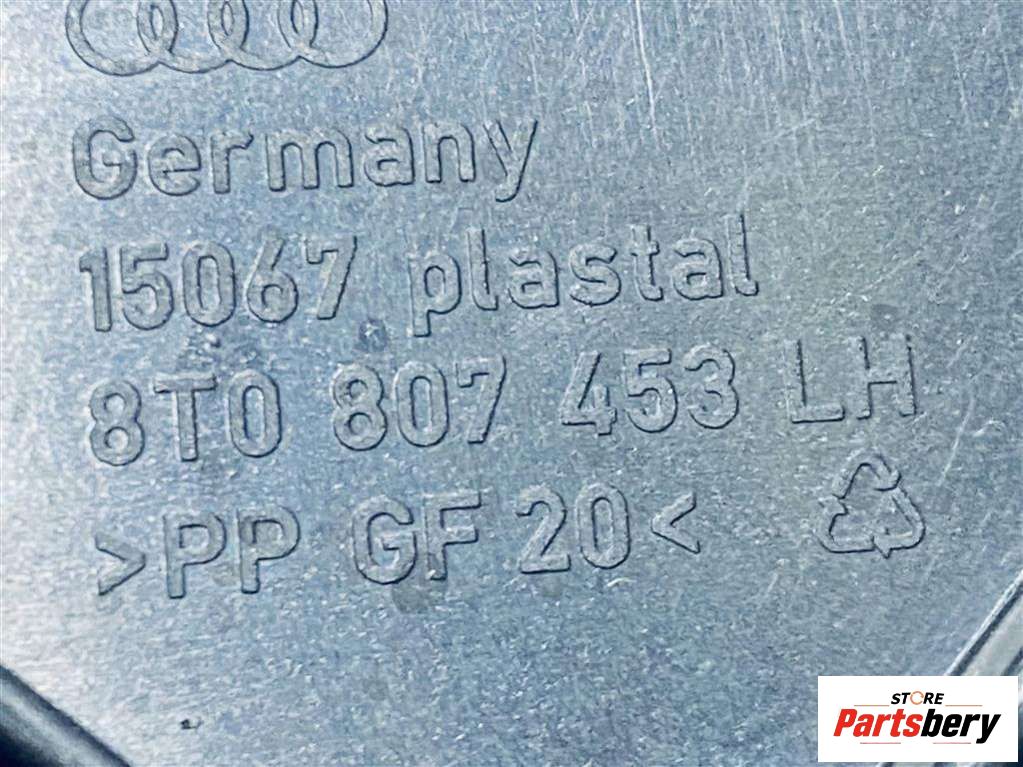 Germany
15067 plastal
8T0 807 453 LH
>PP GF 20<
STORE
Partsbery